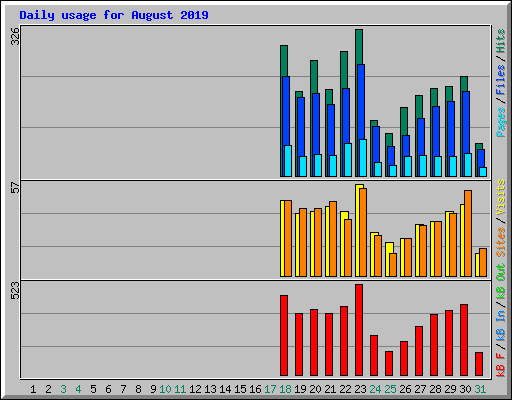 Daily usage for August 2019
326
Pages / Files / Hits
57
Sites / Visits
523
kB F / kB In / kB Out
1 2 3 4 5 6 7 8 9 10 11 12 13 14 15 16 17 18 19 20 21 22 23 24 25 26 27 28 29 30 31